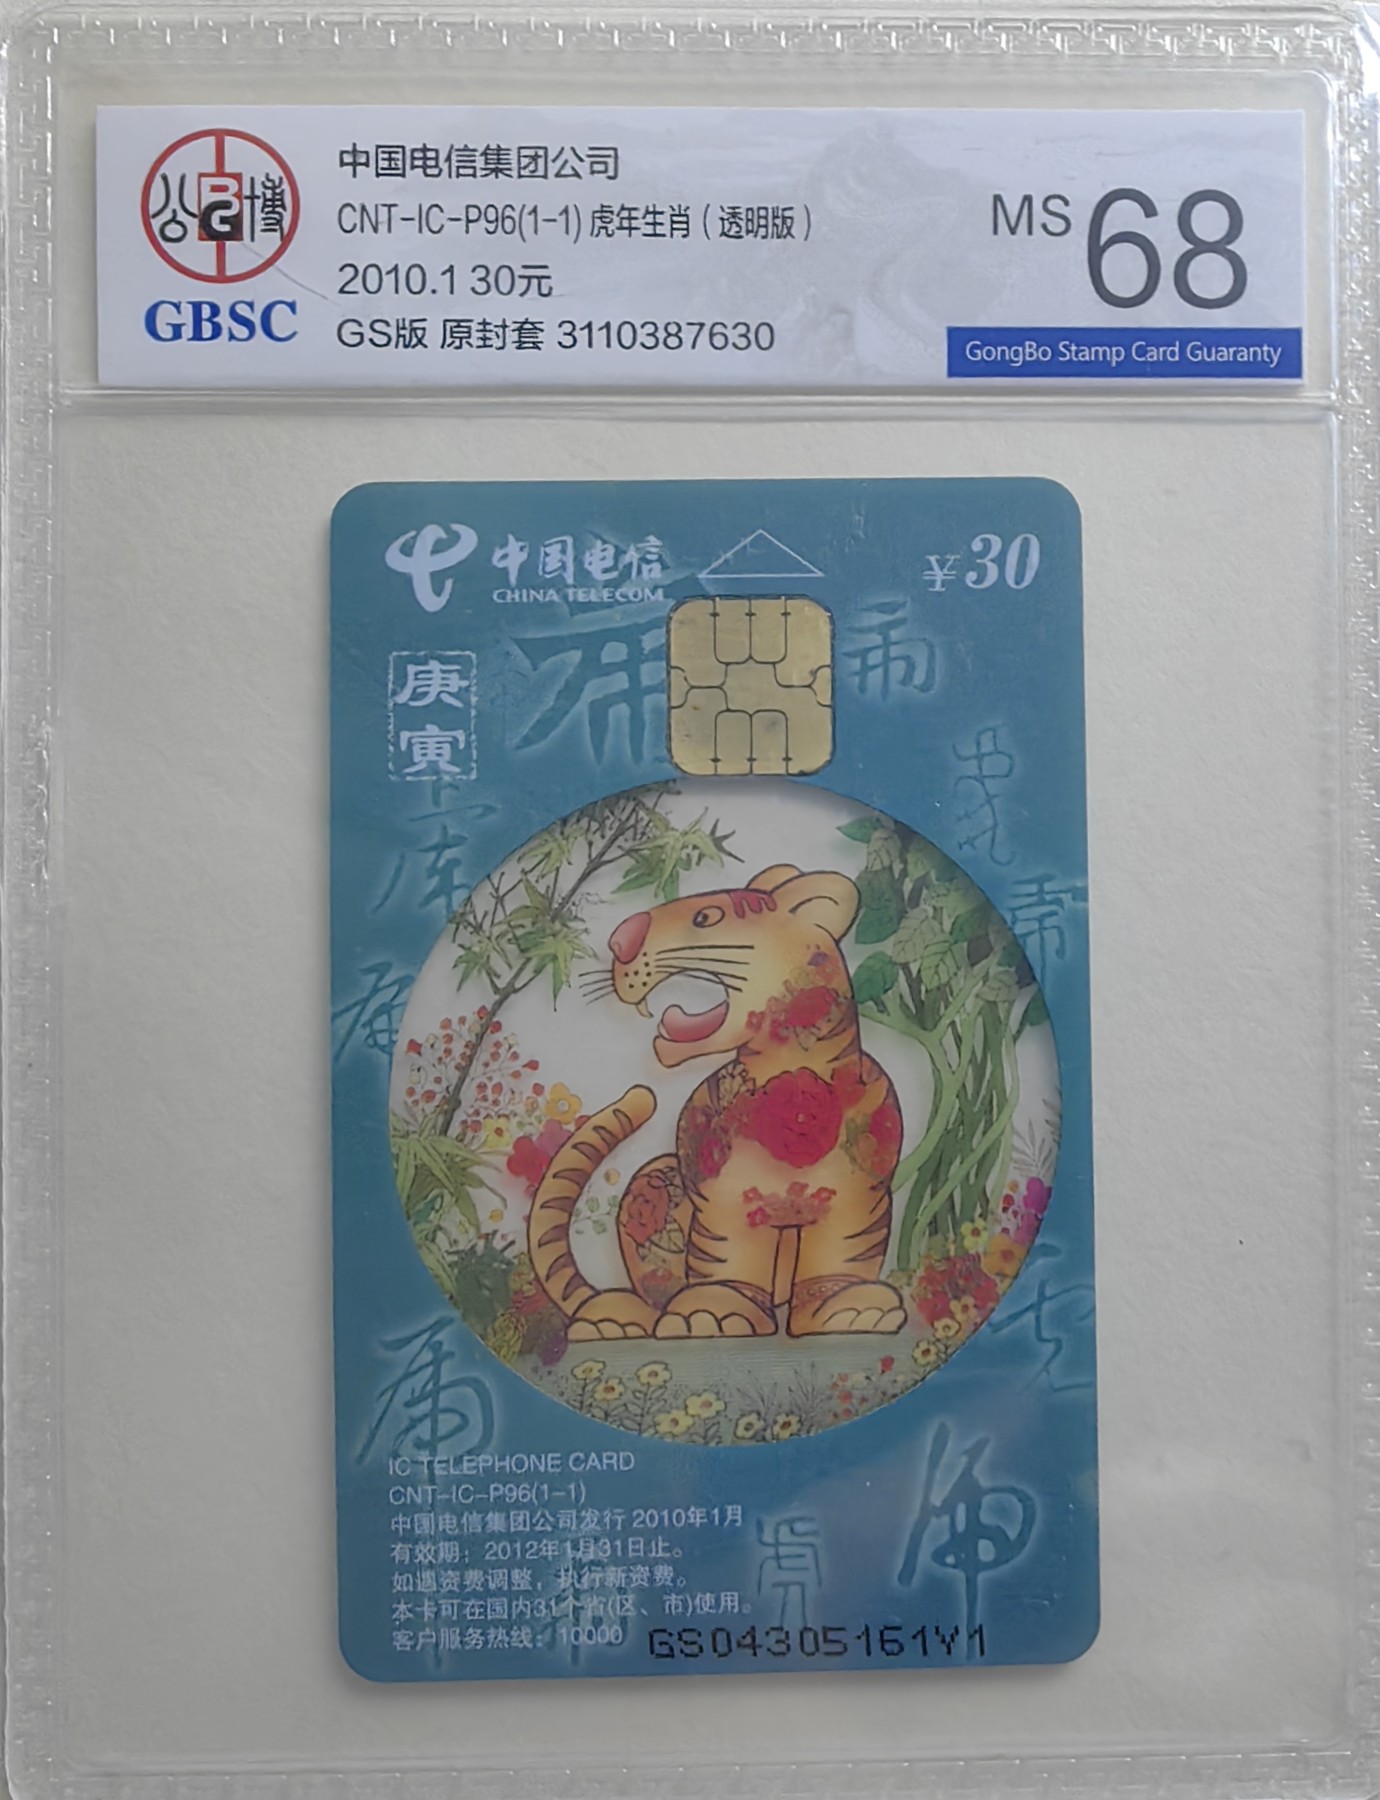 公 博
GBSC
中国电信集团公司
CNT-IC-P96(1-1) 虎年生肖(透明版)
2010.1 30元
GS版 原封套 3110387630
MS 68
GongBo Stamp Card Guaranty
中国电信
CHINA TELECOM
¥30
庚
寅
IC TELEPHONE CARD
CNT-IC-P96(1-1)
中国电信集团公司发行 2010年1月
有效期：2012年1月31日止。
如遇资费调整，执行新资费。
本卡可在国内31个省(区、市)使用。
客户服务热线：10000
GS04305161Y1